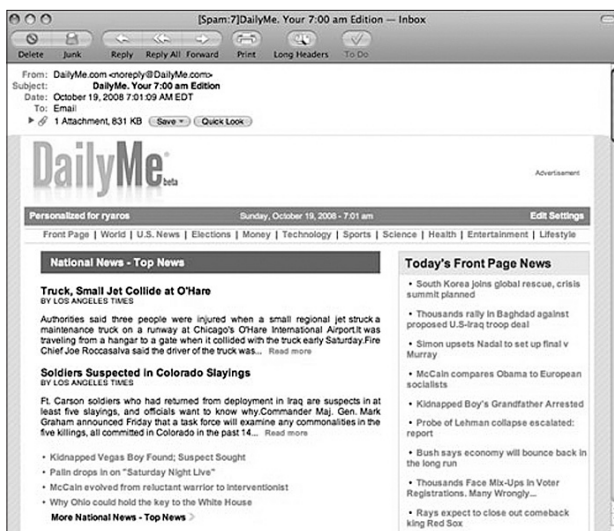 [Spam:7]DailyMe. Your 7:00 am Edition — Inbox
Delete Junk Reply Reply All Forward Print Long Headers To Do
From: DailyMe.com <noreply@DailyMe.com>
Subject: DailyMe. Your 7:00 am Edition
Date: October 19, 2008 7:01:09 AM EDT
To: Email
1 Attachment, 831 KB Save Quick Look
DailyMe beta
Advertisement
Personalized for ryaros Sunday, October 19, 2008 - 7:01 am Edit Settings
Front Page | World | U.S. News | Elections | Money | Technology | Sports | Science | Health | Entertainment | Lifestyle
National News - Top News
Truck, Small Jet Collide at O'Hare
BY LOS ANGELES TIMES
Authorities said three people were injured when a small regional jet struck a
maintenance truck on a runway at Chicago's O'Hare International Airport.It was
traveling from a hangar to a gate when it collided with the truck early Saturday.Fire
Chief Joe Roccasalva said the driver of the truck was... Read more
Soldiers Suspected in Colorado Slayings
BY LOS ANGELES TIMES
Ft. Carson soldiers who had returned from deployment in Iraq are suspects in at
least five slayings, and officials want to know why.Commander Maj. Gen. Mark
Graham announced Friday that a task force will examine any commonalities in the
five killings, all committed in Colorado in the past 14... Read more
• Kidnapped Vegas Boy Found; Suspect Sought
• Palin drops in on "Saturday Night Live"
• McCain evolved from reluctant warrior to interventionist
• Why Ohio could hold the key to the White House
More National News - Top News
Today's Front Page News
• South Korea joins global rescue, crisis
summit planned
• Thousands rally in Baghdad against
proposed U.S-Iraq troop deal
• Simon upsets Nadal to set up final v
Murray
• McCain compares Obama to European
socialists
• Kidnapped Boy's Grandfather Arrested
• Probe of Lehman collapse escalated:
report
• Bush says economy will bounce back in
the long run
• Thousands Face Mix-Ups In Voter
Registrations. Many Wrongly...
• Rays expect to close out comeback
king Red Sox